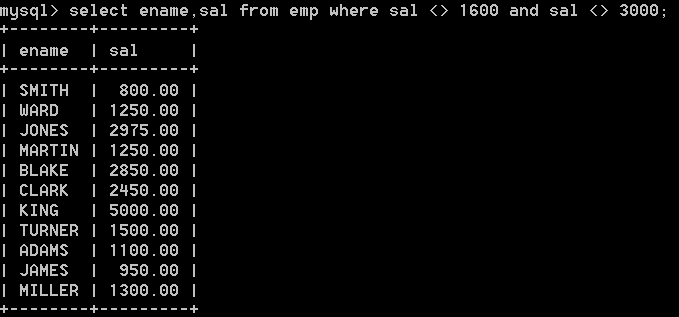 mysql> select ename,sal from emp where sal <> 1600 and sal <> 3000;
+--------+---------+
| ename  | sal     |
+--------+---------+
| SMITH  |  800.00 |
| WARD   | 1250.00 |
| JONES  | 2975.00 |
| MARTIN | 1250.00 |
| BLAKE  | 2850.00 |
| CLARK  | 2450.00 |
| KING   | 5000.00 |
| TURNER | 1500.00 |
| ADAMS  | 1100.00 |
| JAMES  |  950.00 |
| MILLER | 1300.00 |
+--------+---------+